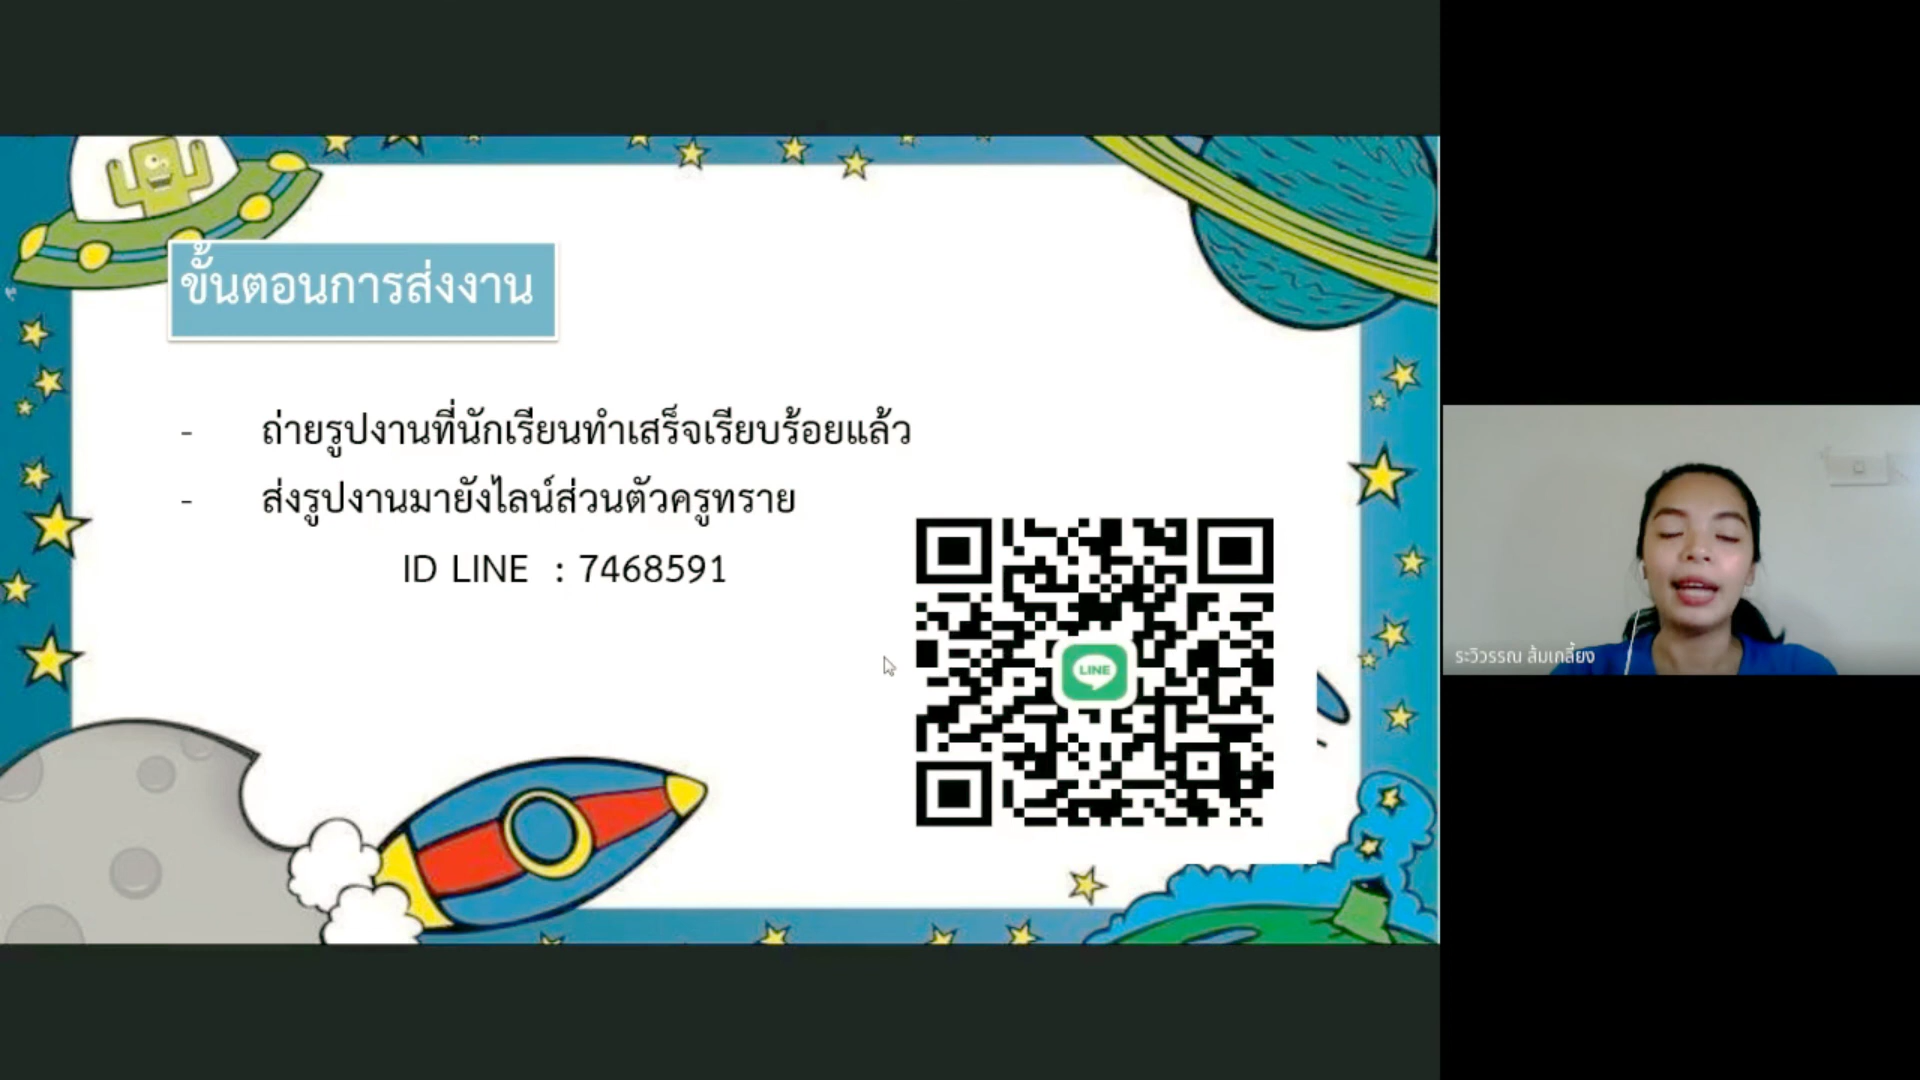 ขั้นตอนการส่งงาน
- ถ่ายรูปงานที่นักเรียนทำเสร็จเรียบร้อยแล้ว
- ส่งรูปงานมายังไลน์ส่วนตัวครูทราย
ID LINE : 7468591
LINE
ระวิวรรณ ส้มเกลี้ยง